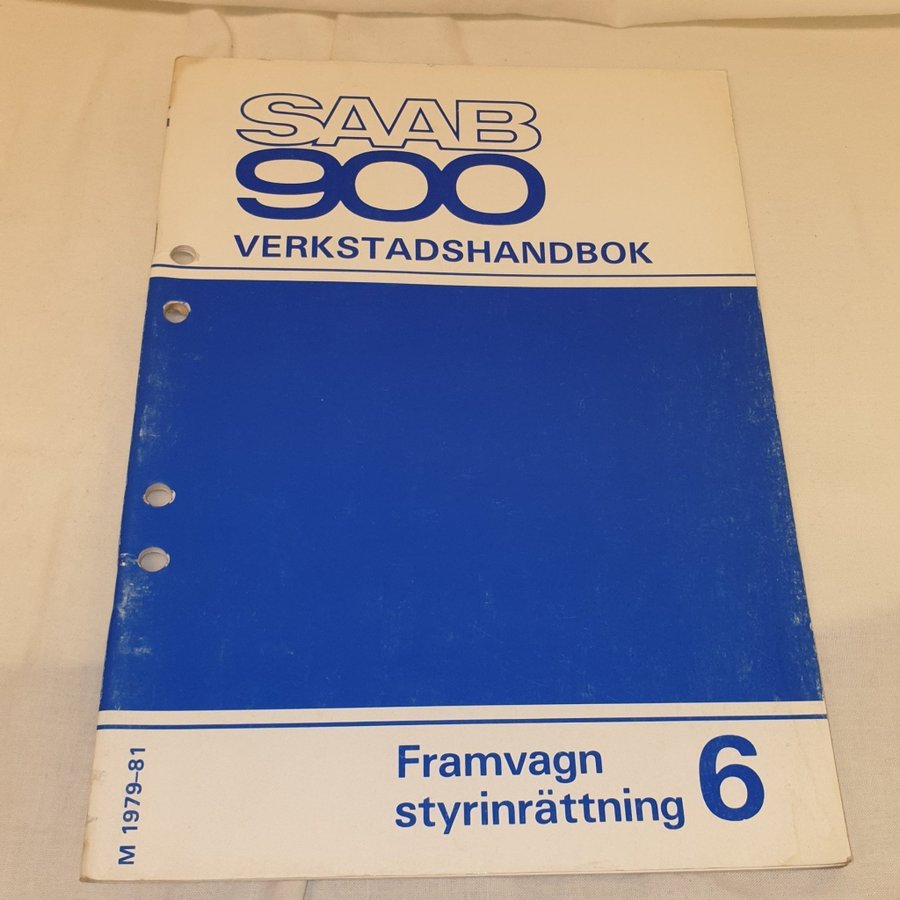 SAAB
900
VERKSTADSHANDBOK
M 1979-81
Framvagn
styrinrättning
6